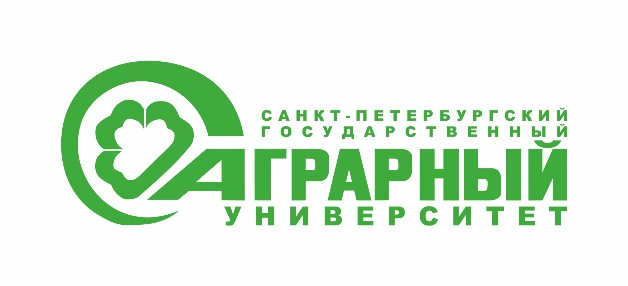 САНКТ-ПЕТЕРБУРГСКИЙ
ГОСУДАРСТВЕННЫЙ
АГРАРНЫЙ
УНИВЕРСИТЕТ